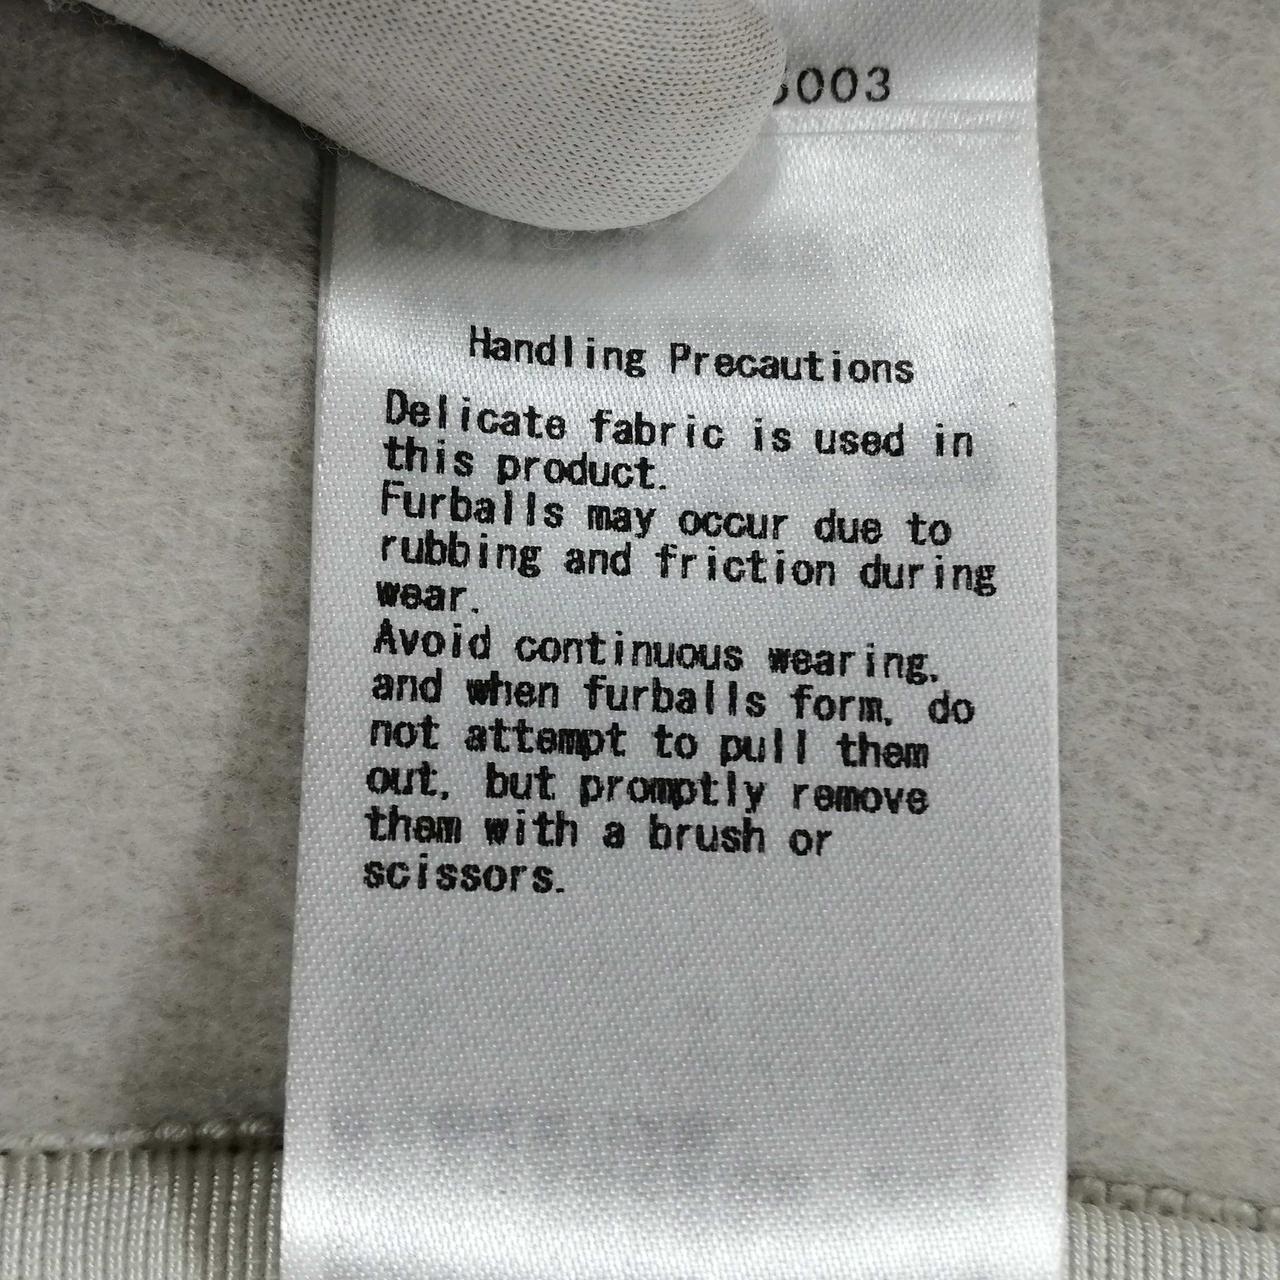 003
Handling Precautions
Delicate fabric is used in
this product.
Furballs may occur due to
rubbing and friction during
wear.
Avoid continuous wearing,
and when furballs form, do
not attempt to pull them
out, but promptly remove
them with a brush or
scissors.